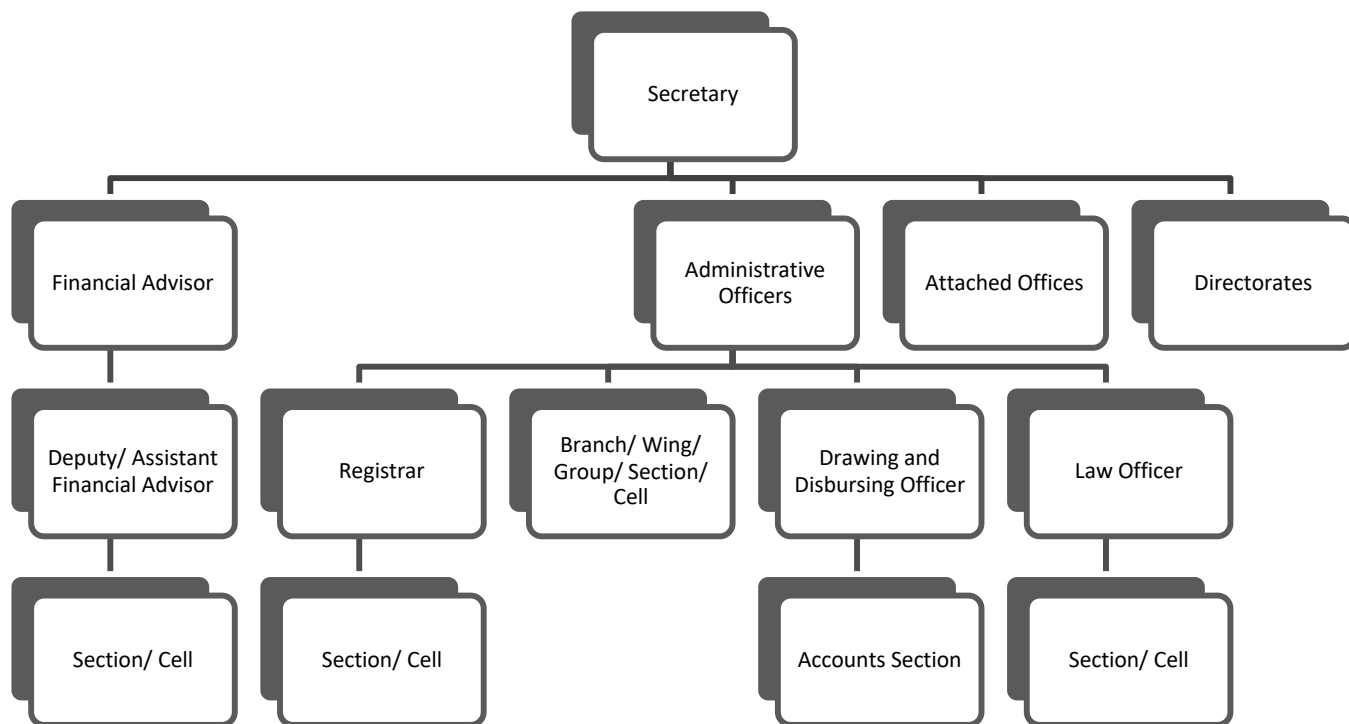 Secretary
Financial Advisor
Administrative
Officers
Attached Offices
Directorates
Deputy/ Assistant
Financial Advisor
Registrar
Branch/ Wing/
Group/ Section/
Cell
Drawing and
Disbursing Officer
Law Officer
Section/ Cell
Section/ Cell
Accounts Section
Section/ Cell